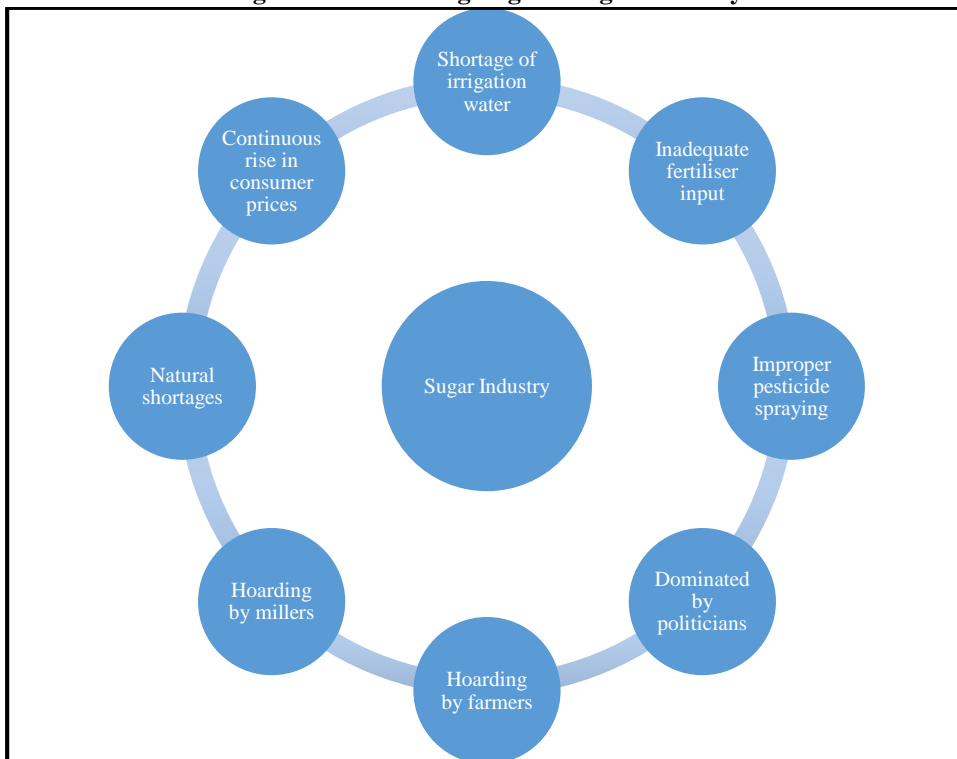 Shortage of
irrigation
water
Inadequate
fertiliser
input
Improper
pesticide
spraying
Dominated
by
politicians
Hoarding
by farmers
Hoarding
by millers
Natural
shortages
Continuous
rise in
consumer
prices
Sugar Industry